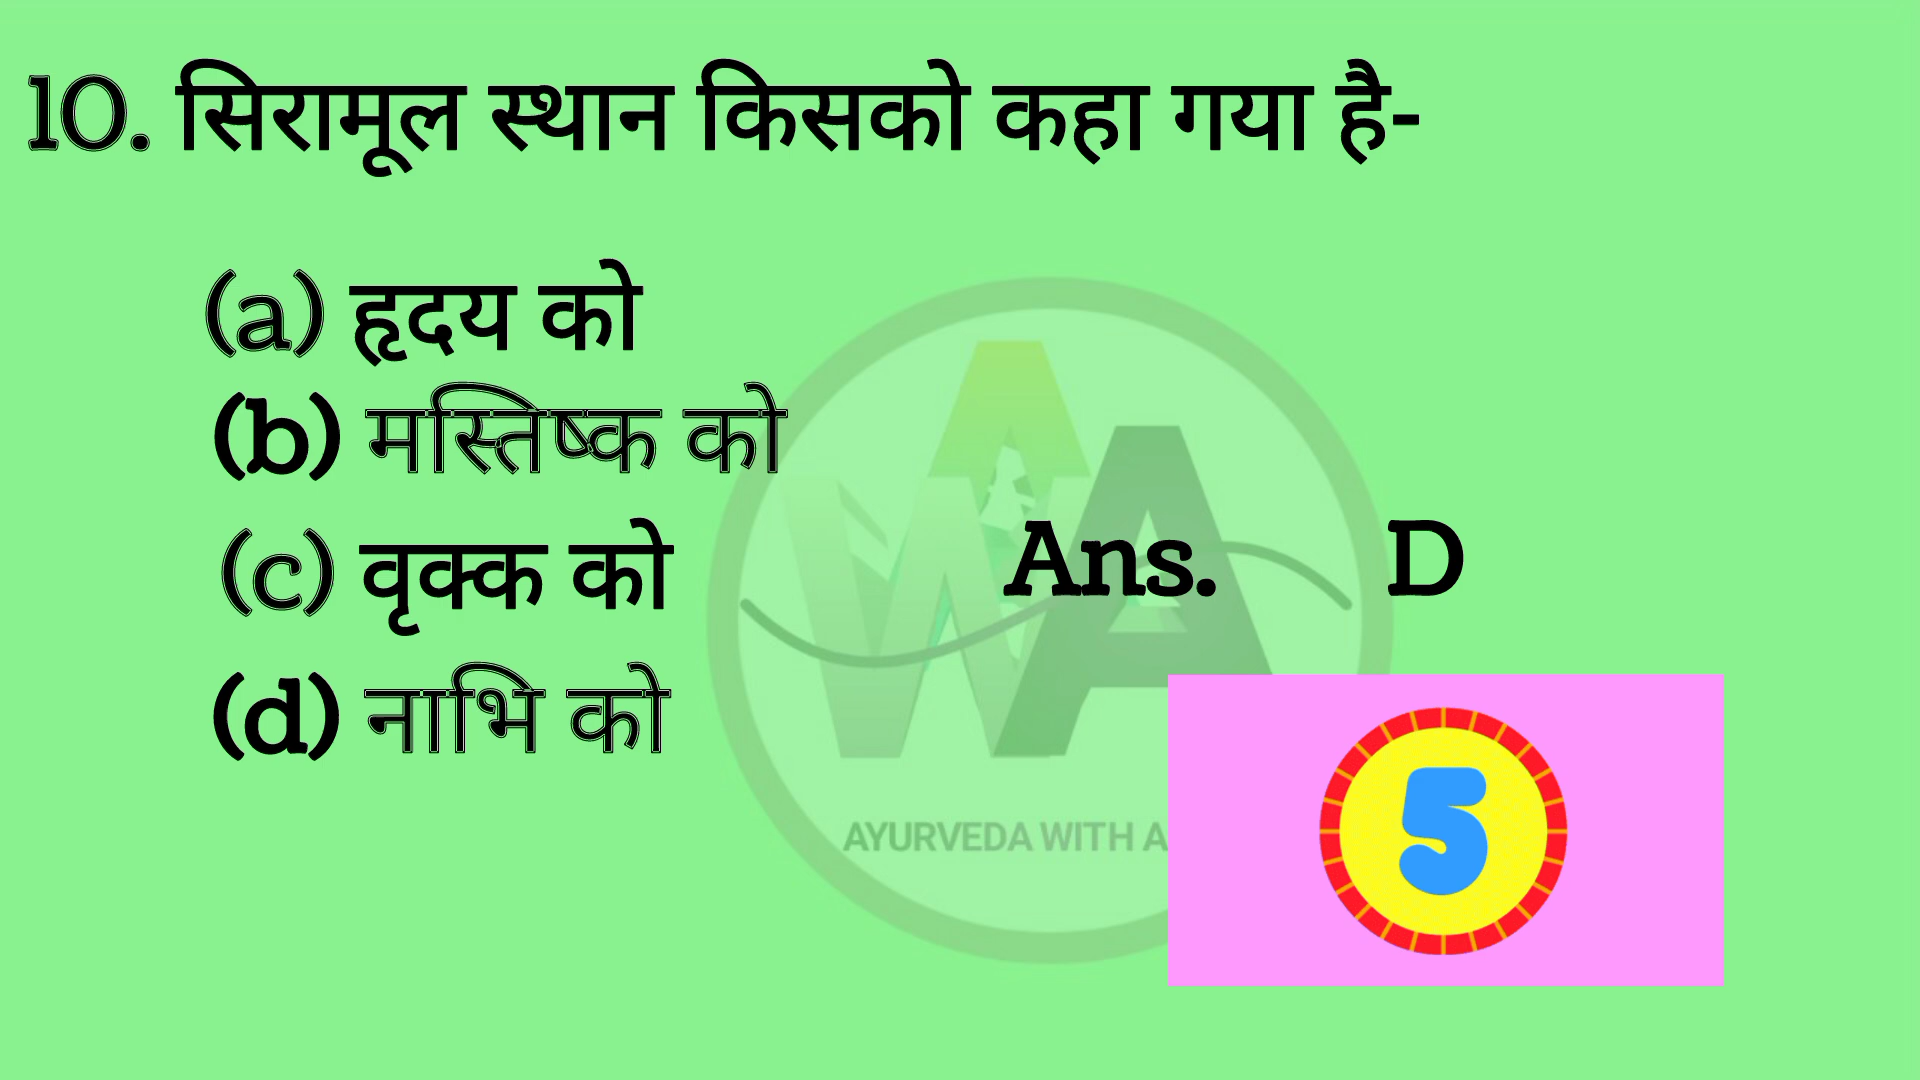 10. सिरामूल स्थान किसको कहा गया है-
(a) हृदय को
(b) मस्तिष्क को
(c) वृक्क को
(d) नाभि को
Ans. D
AYURVEDA WITH A
5